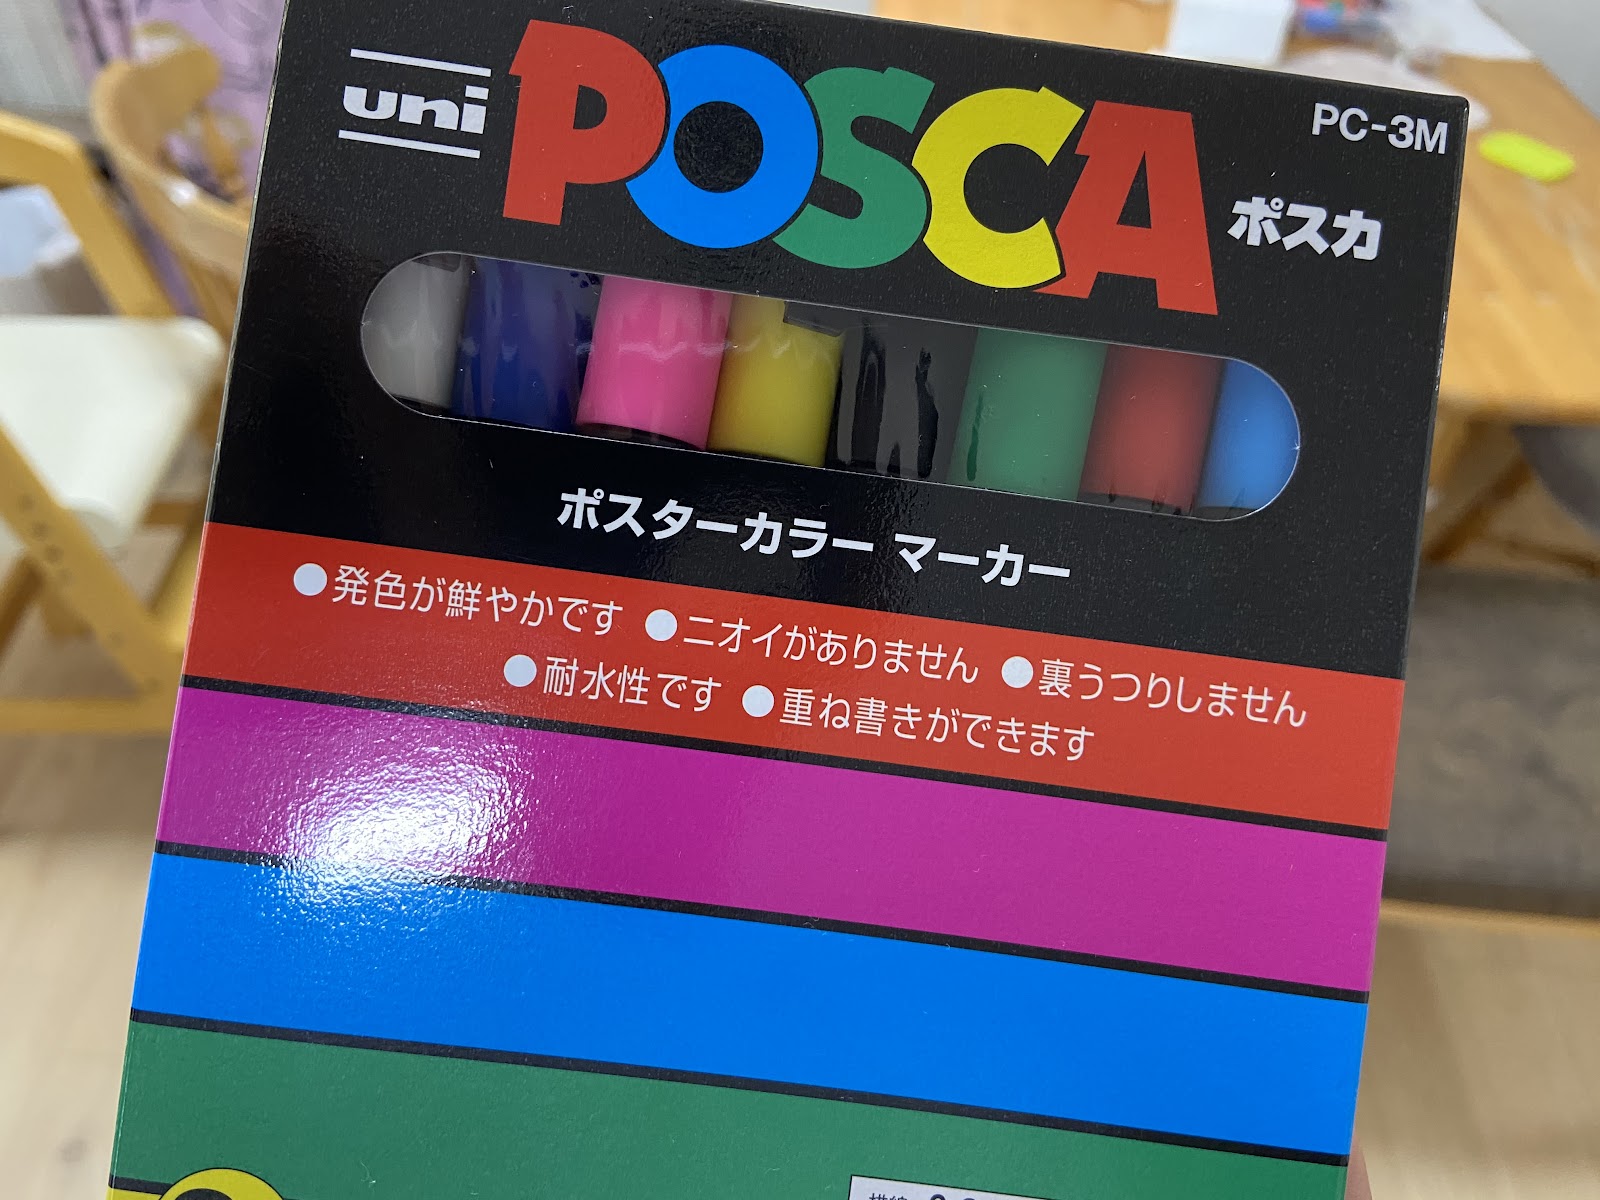 uni POSCA PC-3M
ポスカ
ポスターカラー マーカー
●発色が鮮やかです ●ニオイがありません ●裏うつりしません
●耐水性です ●重ね書きができます